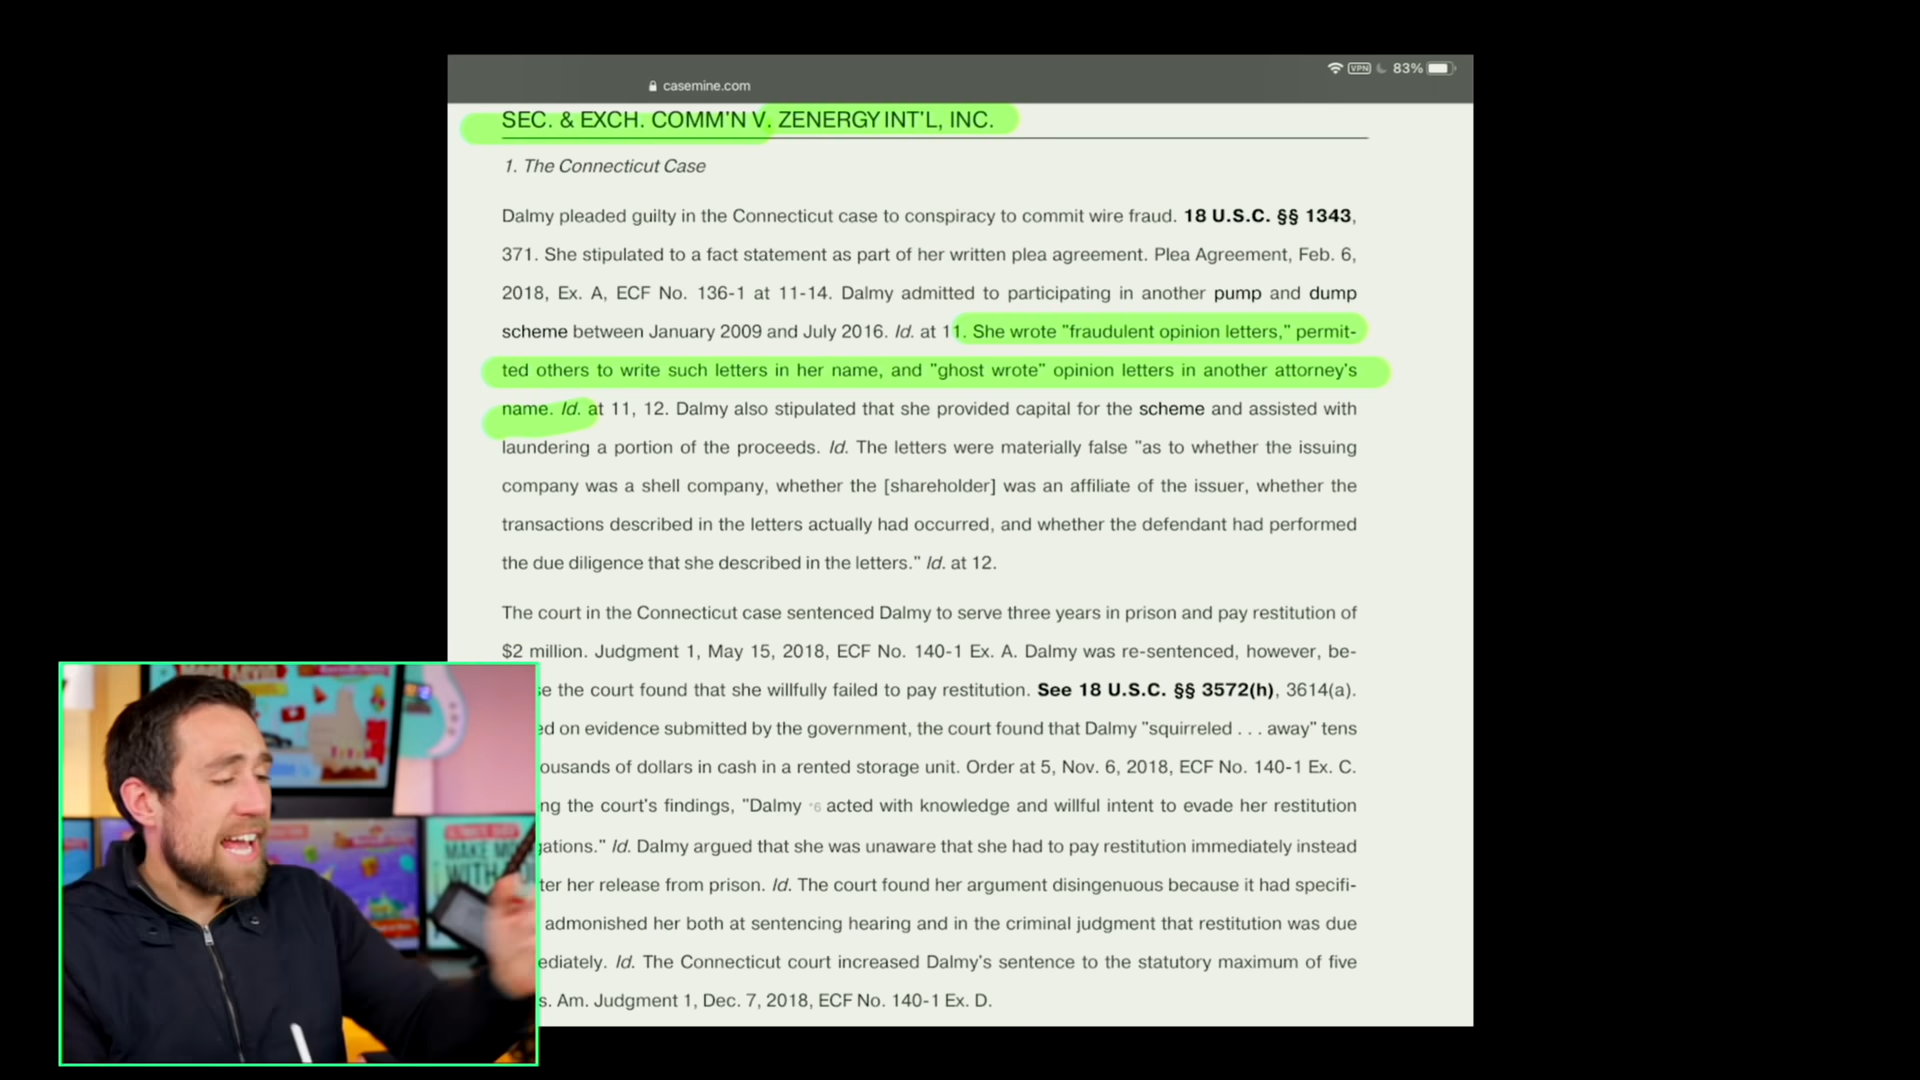 VPN 83%
casemine.com
SEC. & EXCH. COMM'N V. ZENERGY INT'L, INC.
1. The Connecticut Case
Dalmy pleaded guilty in the Connecticut case to conspiracy to commit wire fraud. 18 U.S.C. §§ 1343,
371. She stipulated to a fact statement as part of her written plea agreement. Plea Agreement, Feb. 6,
2018, Ex. A, ECF No. 136-1 at 11-14. Dalmy admitted to participating in another pump and dump
scheme between January 2009 and July 2016. Id. at 11. She wrote "fraudulent opinion letters," permit-
ted others to write such letters in her name, and "ghost wrote" opinion letters in another attorney's
name. Id. at 11, 12. Dalmy also stipulated that she provided capital for the scheme and assisted with
laundering a portion of the proceeds. Id. The letters were materially false "as to whether the issuing
company was a shell company, whether the [shareholder] was an affiliate of the issuer, whether the
transactions described in the letters actually had occurred, and whether the defendant had performed
the due diligence that she described in the letters." Id. at 12.
The court in the Connecticut case sentenced Dalmy to serve three years in prison and pay restitution of
$2 million. Judgment 1, May 15, 2018, ECF No. 140-1 Ex. A. Dalmy was re-sentenced, however, be-
se the court found that she willfully failed to pay restitution. See 18 U.S.C. §§ 3572(h), 3614(a).
ed on evidence submitted by the government, the court found that Dalmy "squirreled . . . away" tens
ousands of dollars in cash in a rented storage unit. Order at 5, Nov. 6, 2018, ECF No. 140-1 Ex. C.
ng the court's findings, "Dalmy *6 acted with knowledge and willful intent to evade her restitution
gations." Id. Dalmy argued that she was unaware that she had to pay restitution immediately instead
ter her release from prison. Id. The court found her argument disingenuous because it had specifi-
admonished her both at sentencing hearing and in the criminal judgment that restitution was due
ediately. Id. The Connecticut court increased Dalmy's sentence to the statutory maximum of five
s. Am. Judgment 1, Dec. 7, 2018, ECF No. 140-1 Ex. D.
MAKE
WITH